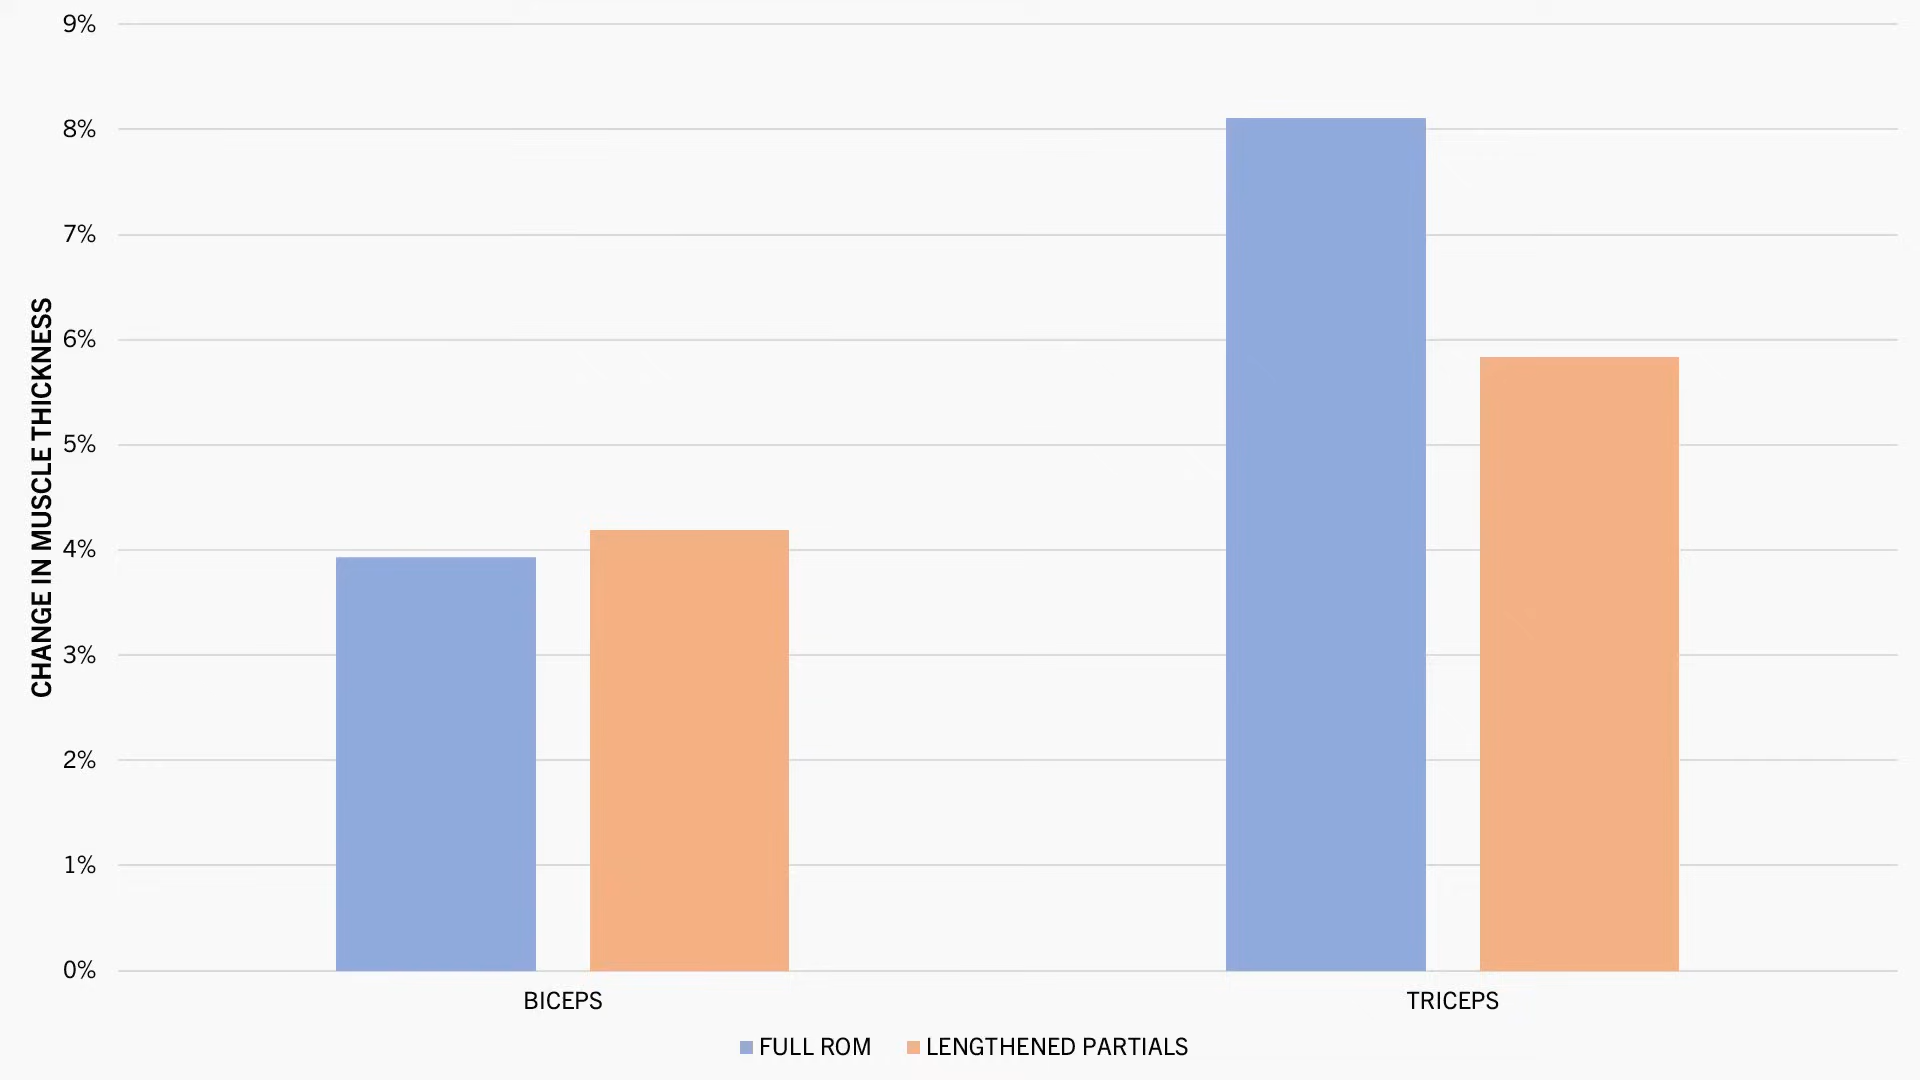 CHANGE IN MUSCLE THICKNESS
9%
8%
7%
6%
5%
4%
3%
2%
1%
0%
BICEPS
TRICEPS
FULL ROM
LENGTHENED PARTIALS